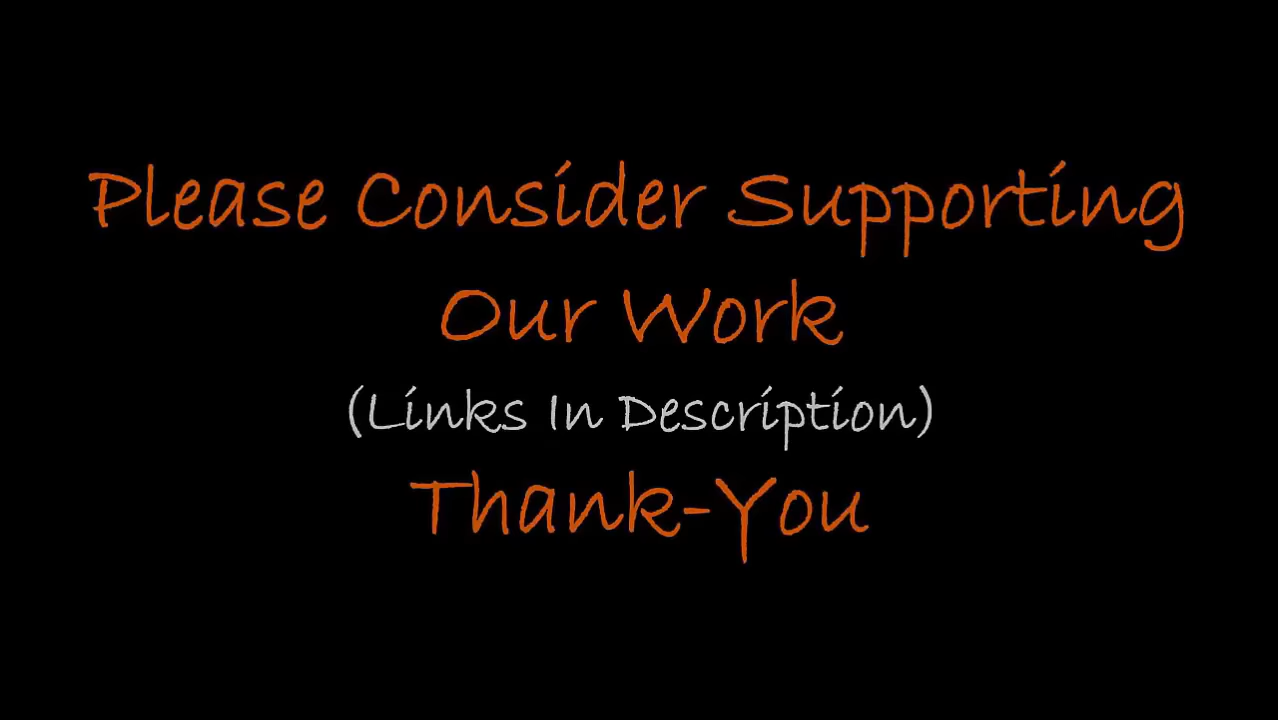 Please Consider Supporting
Our Work
(Links In Description)
Thank-You